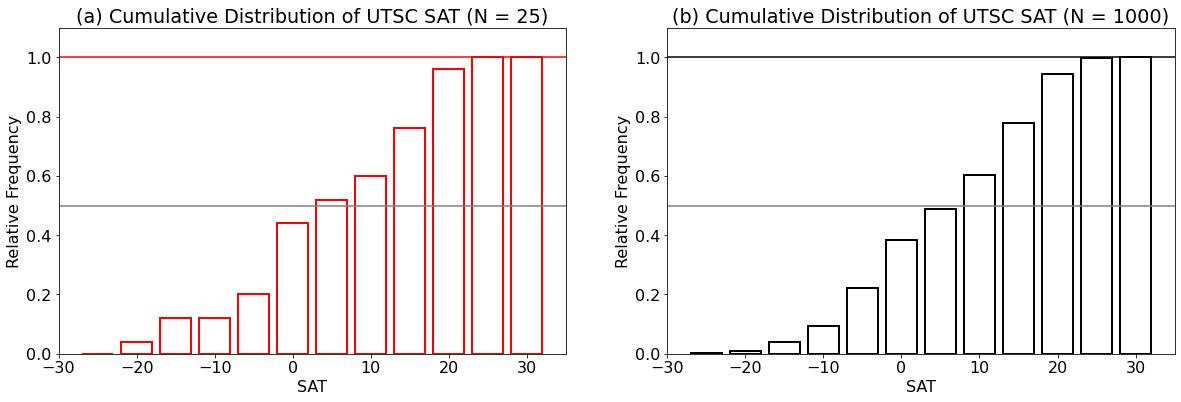 (a) Cumulative Distribution of UTSC SAT (N = 25)
Relative Frequency
1.0
0.8
0.6
0.4
0.2
0.0
−30 −20 −10 0 10 20 30
SAT
(b) Cumulative Distribution of UTSC SAT (N = 1000)
Relative Frequency
1.0
0.8
0.6
0.4
0.2
0.0
−30 −20 −10 0 10 20 30
SAT